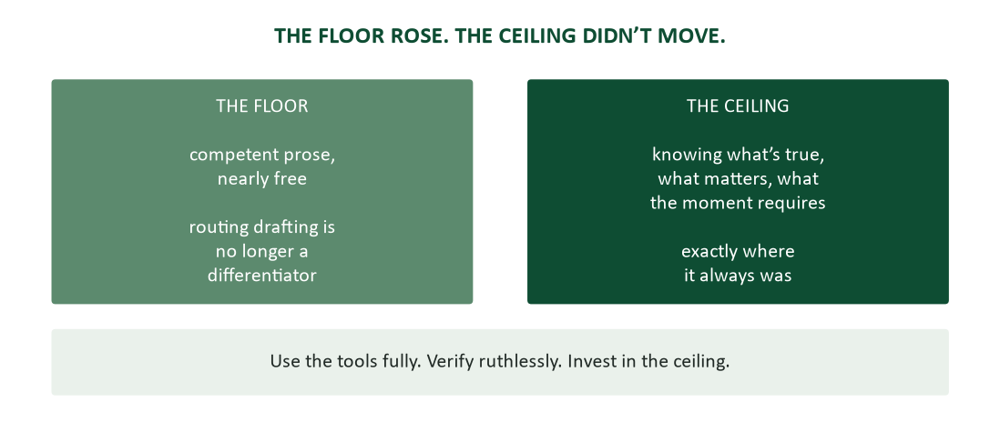 THE FLOOR ROSE. THE CEILING DIDN’T MOVE.
THE FLOOR
competent prose,
nearly free
routing drafting is
no longer a
differentiator
THE CEILING
knowing what’s true,
what matters, what
the moment requires
exactly where
it always was
Use the tools fully. Verify ruthlessly. Invest in the ceiling.